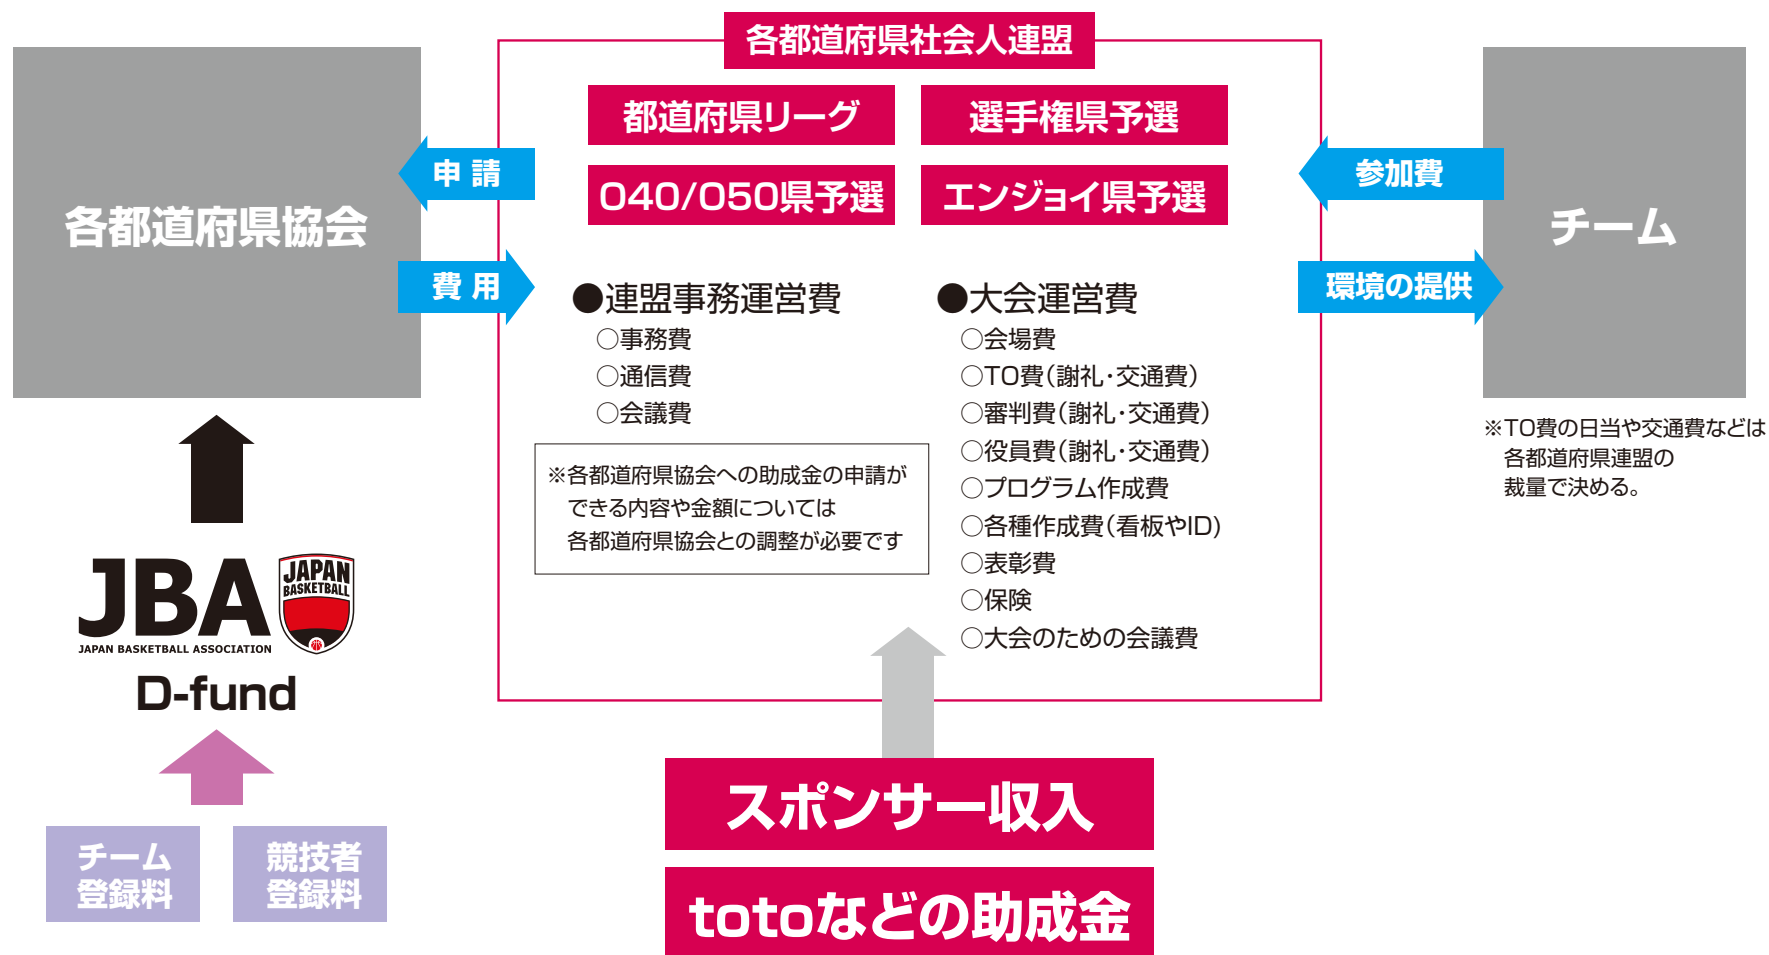 各都道府県社会人連盟
都道府県リーグ
選手権県予選
O40/O50県予選
エンジョイ県予選
各都道府県協会
申 請
費 用
参加費
環境の提供
チーム
●連盟事務運営費
○事務費
○通信費
○会議費
※各都道府県協会への助成金の申請が
できる内容や金額については
各都道府県協会との調整が必要です
●大会運営費
○会場費
○TO費(謝礼・交通費)
○審判費(謝礼・交通費)
○役員費(謝礼・交通費)
○プログラム作成費
○各種作成費(看板やID)
○表彰費
○保険
○大会のための会議費
※TO費の日当や交通費などは
各都道府県連盟の
裁量で決める。
JBA
JAPAN BASKETBALL ASSOCIATION
JAPAN
BASKETBALL
D-fund
チーム
登録料
競技者
登録料
スポンサー収入
totoなどの助成金